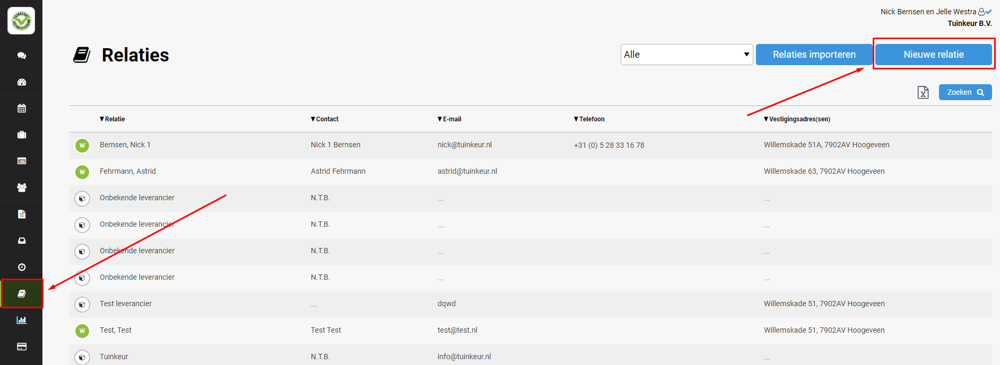 TUINKEUR
GECERTIFICEERD
Nick Bernsen en Jelle Westra
Tuinkeur B.V.
Relaties
Alle
Relaties importeren
Nieuwe relatie
X
Zoeken
Relatie Contact E-mail Telefoon Vestigingsadres(sen)
Bernsen, Nick 1 Nick 1 Bernsen nick@tuinkeur.nl +31 (0) 5 28 33 16 78 Willemskade 51A, 7902AV Hoogeveen
Fehrmann, Astrid Astrid Fehrmann astrid@tuinkeur.nl Willemskade 63, 7902AV Hoogeveen
Onbekende leverancier N.T.B. ... ...
Onbekende leverancier N.T.B. ... ...
Onbekende leverancier N.T.B. ... ...
Onbekende leverancier N.T.B. ... ...
Test leverancier ... dqwd Willemskade 51, 7902AV Hoogeveen
Test, Test Test Test test@test.nl Willemskade 51, 7902AV Hoogeveen
Tuinkeur N.T.B. info@tuinkeur.nl ...